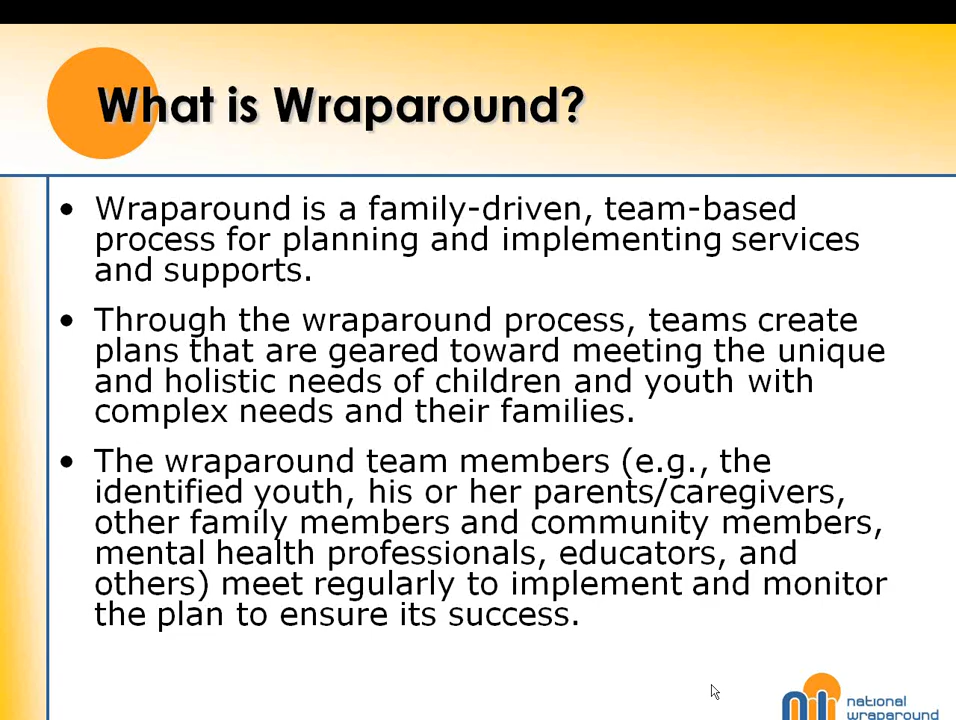 What is Wraparound?
• Wraparound is a family-driven, team-based
process for planning and implementing services
and supports.
• Through the wraparound process, teams create
plans that are geared toward meeting the unique
and holistic needs of children and youth with
complex needs and their families.
• The wraparound team members (e.g., the
identified youth, his or her parents/caregivers,
other family members and community members,
mental health professionals, educators, and
others) meet regularly to implement and monitor
the plan to ensure its success.
national
wraparound